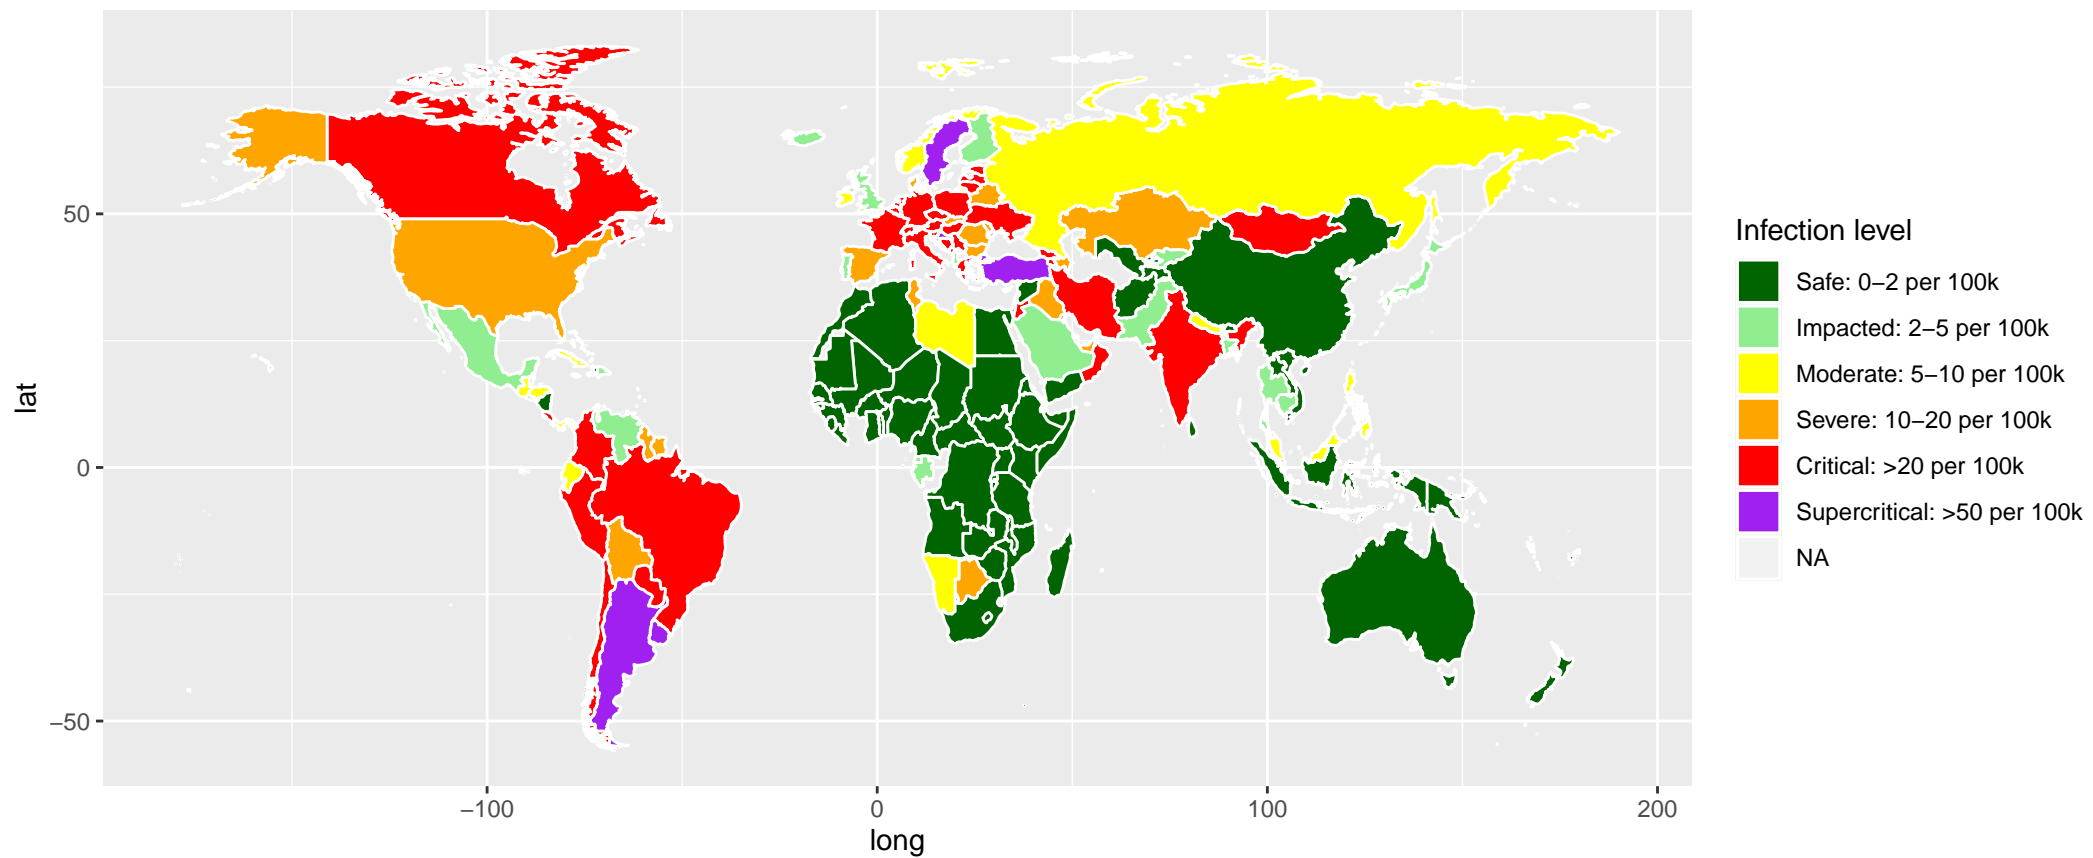 50
0
−50
lat
−100
0
100
200
long
Infection level
Safe: 0−2 per 100k
Impacted: 2−5 per 100k
Moderate: 5−10 per 100k
Severe: 10−20 per 100k
Critical: >20 per 100k
Supercritical: >50 per 100k
NA